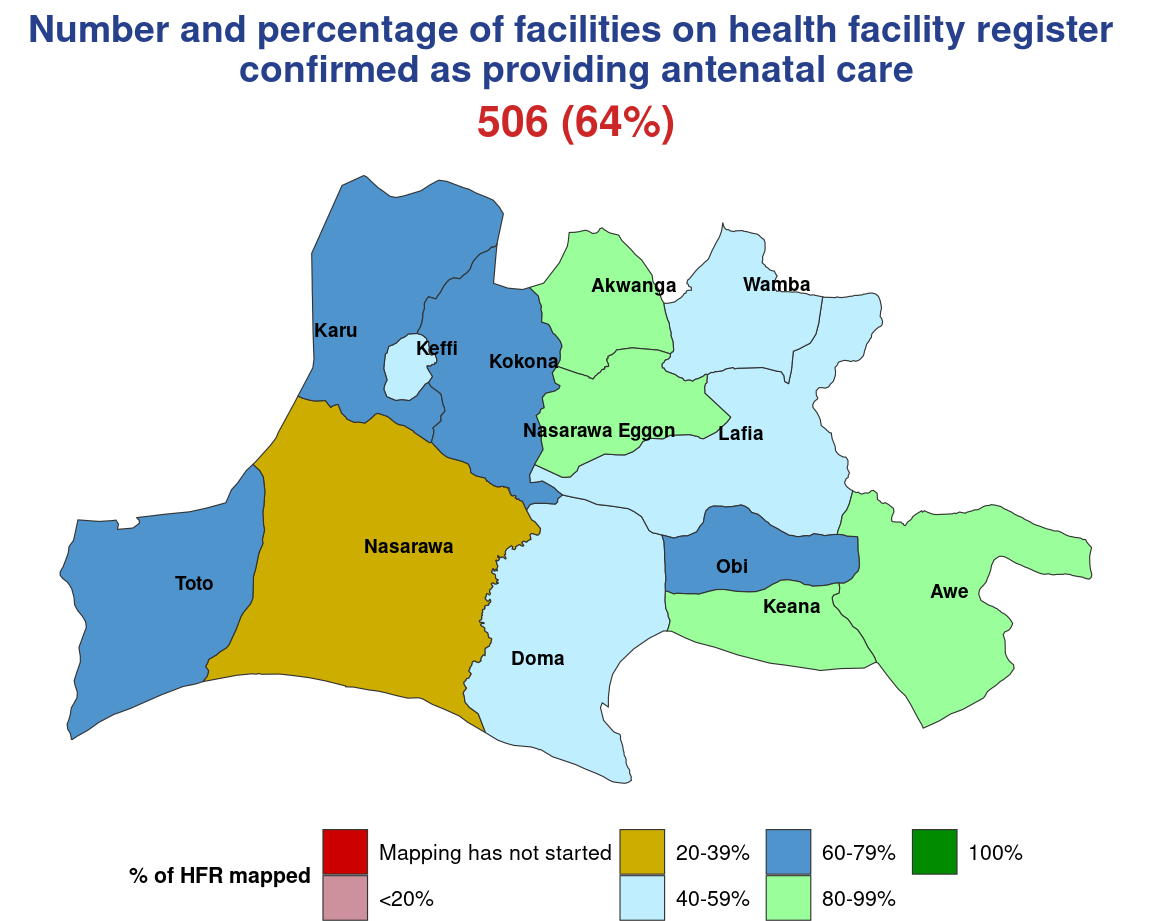 Number and percentage of facilities on health facility register
confirmed as providing antenatal care
506 (64%)
Akwanga
Wamba
Karu
Keffi
Kokona
Nasarawa Eggon
Lafia
Nasarawa
Obi
Toto
Awe
Keana
Doma
% of HFR mapped
Mapping has not started
<20%
20-39%
40-59%
60-79%
80-99%
100%